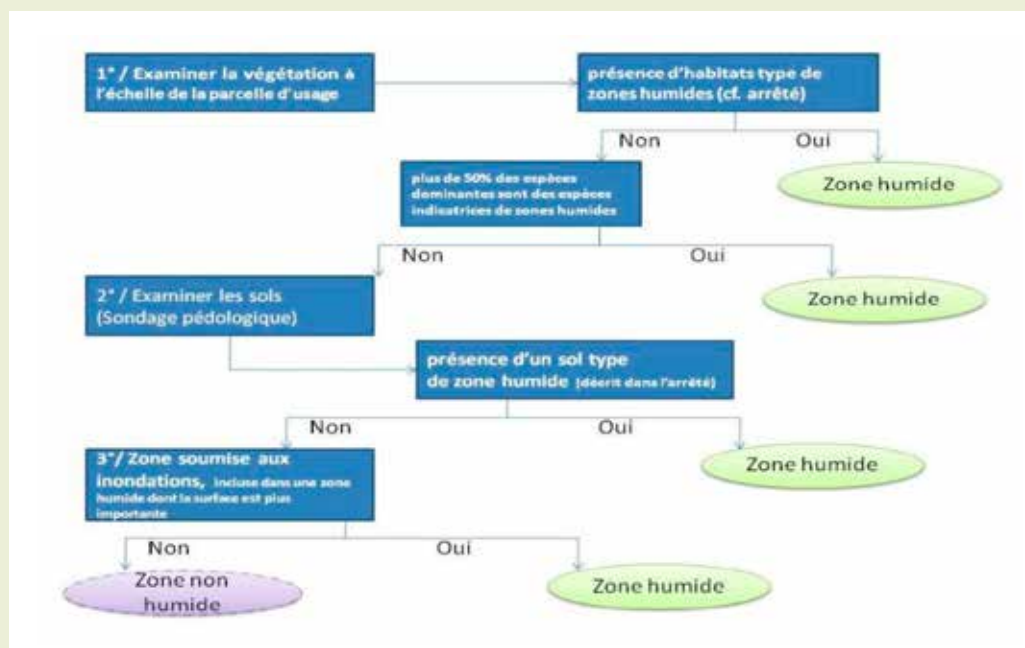 1°/ Examiner la végétation à
l'échelle de la parcelle d'usage
présence d'habitats type de
zones humides (cf. arrêté)
Non
Oui
Zone humide
plus de 50% des espèces
dominantes sont des espèces
indicatrices de zones humides
Non
Oui
Zone humide
2°/ Examiner les sols
(Sondage pédologique)
présence d'un sol type
de zone humide (décrit dans l'arrêté)
Non
Oui
Zone humide
3°/ Zone soumise aux
inondations, incluse dans une zone
humide dont la surface est plus
importante
Non
Oui
Zone non
humide
Zone humide